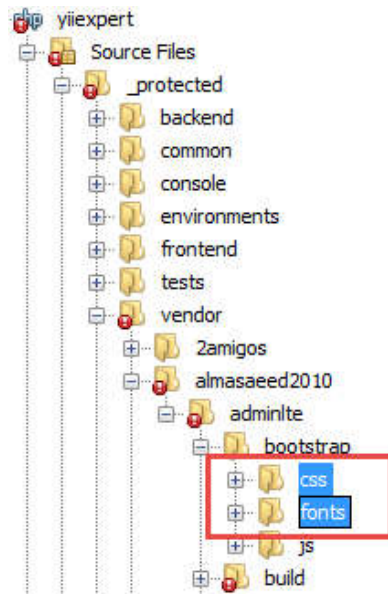 php yiiexpert
Source Files
_protected
backend
common
console
environments
frontend
tests
vendor
2amigos
almasaeed2010
adminlte
bootstrap
css
fonts
js
build